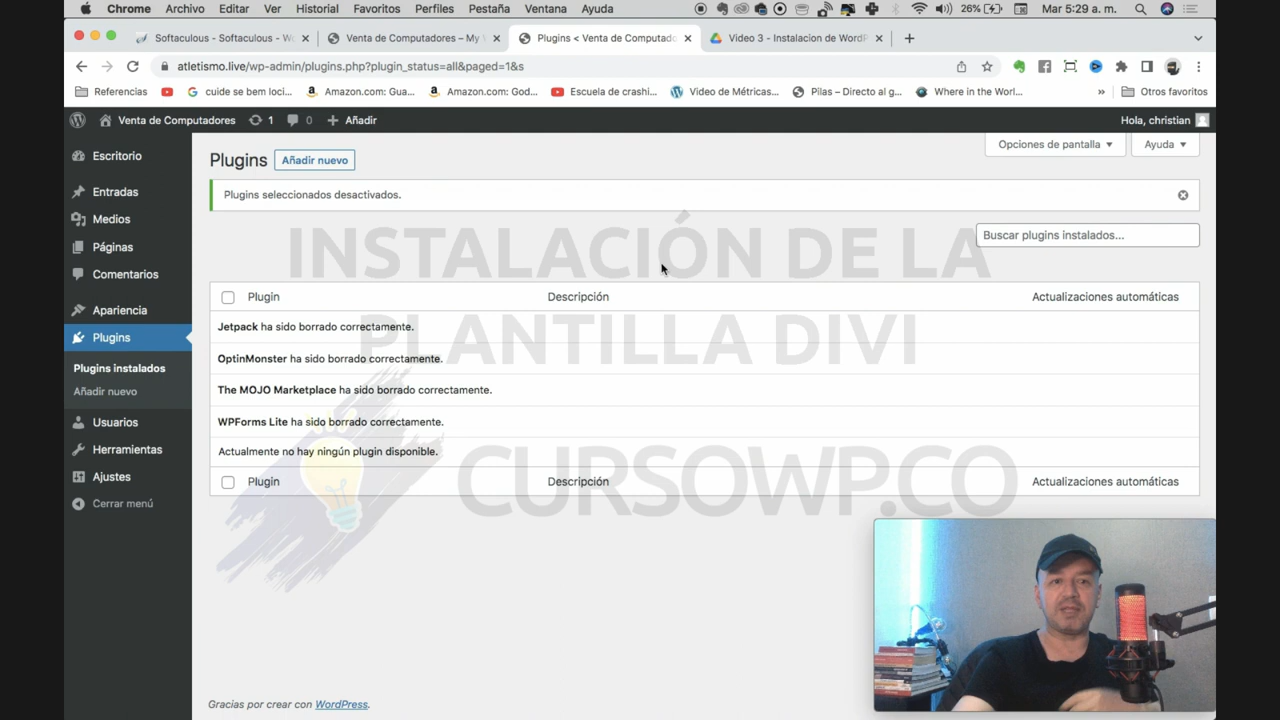 Chrome Archivo Editar Ver Historial Favoritos Perfiles Pestaña Ventana Ayuda 26% Mar 5:29 a. m.
Softaculous - Softaculous - W Venta de Computadores – My Plugins < Venta de Computado Video 3 - Instalacion de WordP
atletismo.live/wp-admin/plugins.php?plugin_status=all&paged=1&s
Referencias cuide se bem loci... Amazon.com: Gua... Amazon.com: God... Escuela de crashi... Video de Métricas... Pilas – Directo al g... Where in the Worl... » Otros favoritos
Venta de Computadores 1 0 Añadir Hola, christian
Opciones de pantalla Ayuda
Escritorio
Entradas
Medios
Páginas
Comentarios
Apariencia
Plugins
Plugins instalados
Añadir nuevo
Usuarios
Herramientas
Ajustes
Cerrar menú
Plugins Añadir nuevo
Plugins seleccionados desactivados.
Buscar plugins instalados...
INSTALACIÓN DE LA
PLANTILLA DIVI
CURSOWP.CO
Plugin Descripción Actualizaciones automáticas
Jetpack ha sido borrado correctamente.
OptinMonster ha sido borrado correctamente.
The MOJO Marketplace ha sido borrado correctamente.
WPForms Lite ha sido borrado correctamente.
Actualmente no hay ningún plugin disponible.
Plugin Descripción Actualizaciones automáticas
Gracias por crear con WordPress.